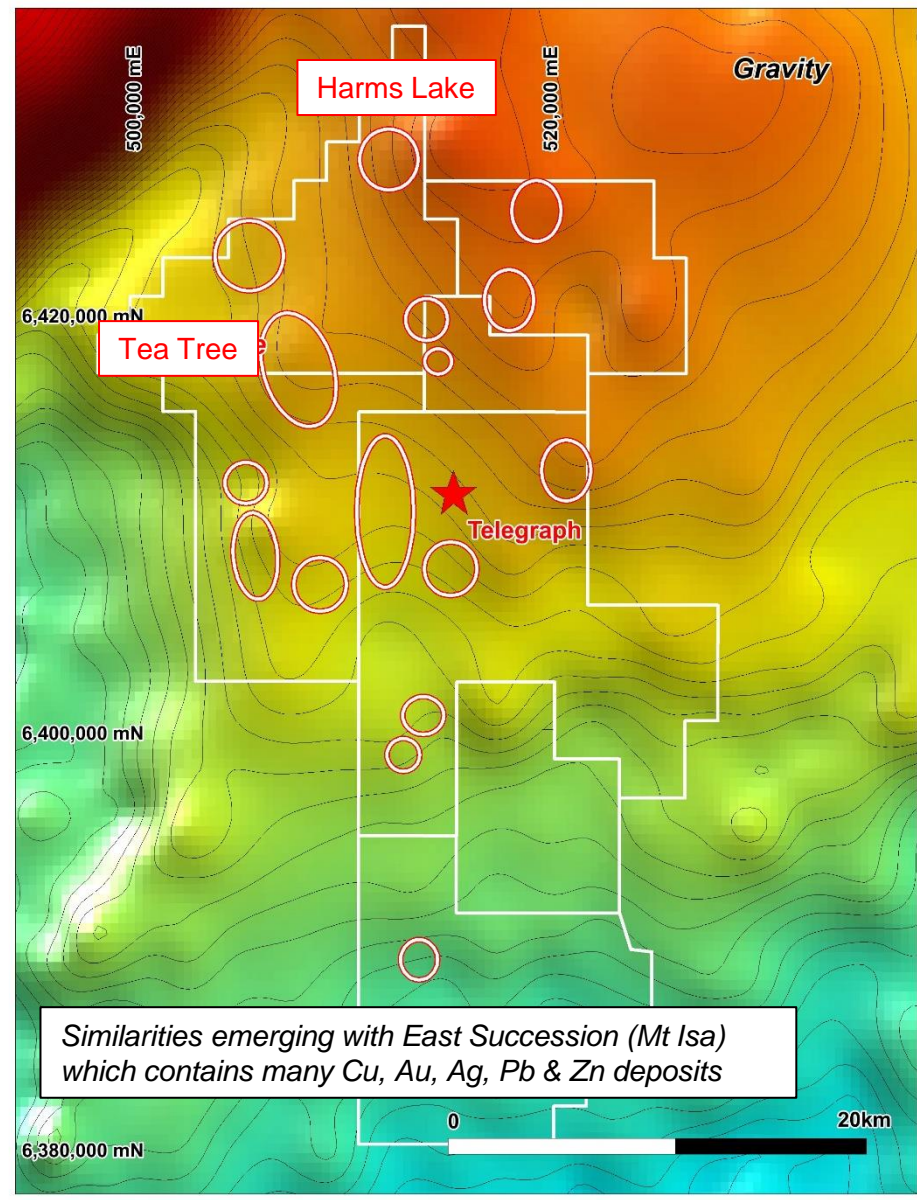 500,000 mE
520,000 mE
Gravity
Harms Lake
6,420,000 mN
Tea Tree
Telegraph
6,400,000 mN
Similarities emerging with East Succession (Mt Isa)
which contains many Cu, Au, Ag, Pb & Zn deposits
0
20km
6,380,000 mN